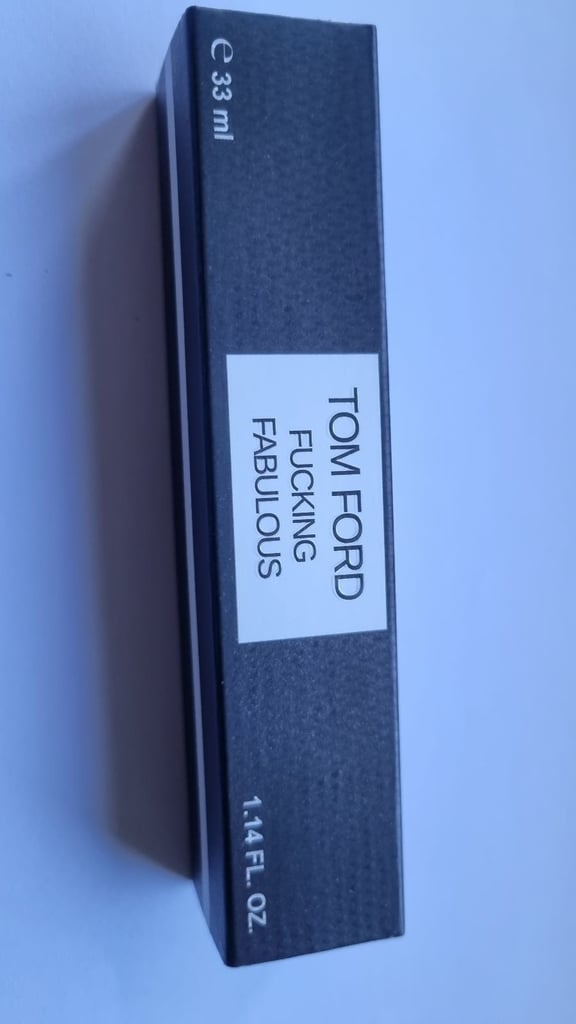 e 33 ml
TOM FORD
FUCKING
FABULOUS
1.14 FL. OZ.